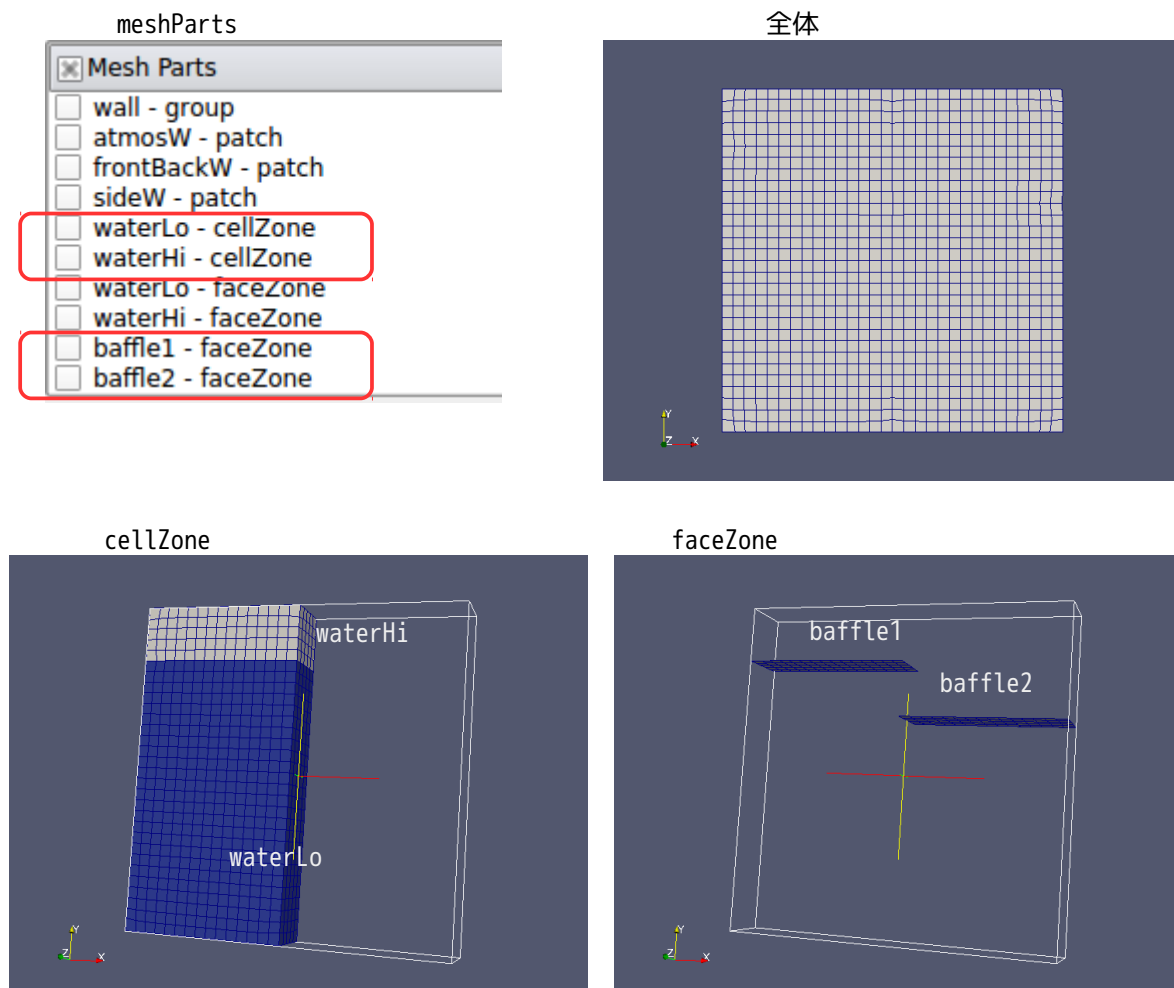 meshParts
全体
Mesh Parts
wall - group
atmosW - patch
frontBackW - patch
sideW - patch
waterLo - cellZone
waterHi - cellZone
waterLo - faceZone
waterHi - faceZone
baffle1 - faceZone
baffle2 - faceZone
Y
Z X
cellZone
faceZone
waterHi
waterLo
Y
Z X
baffle1
baffle2
Y
Z X